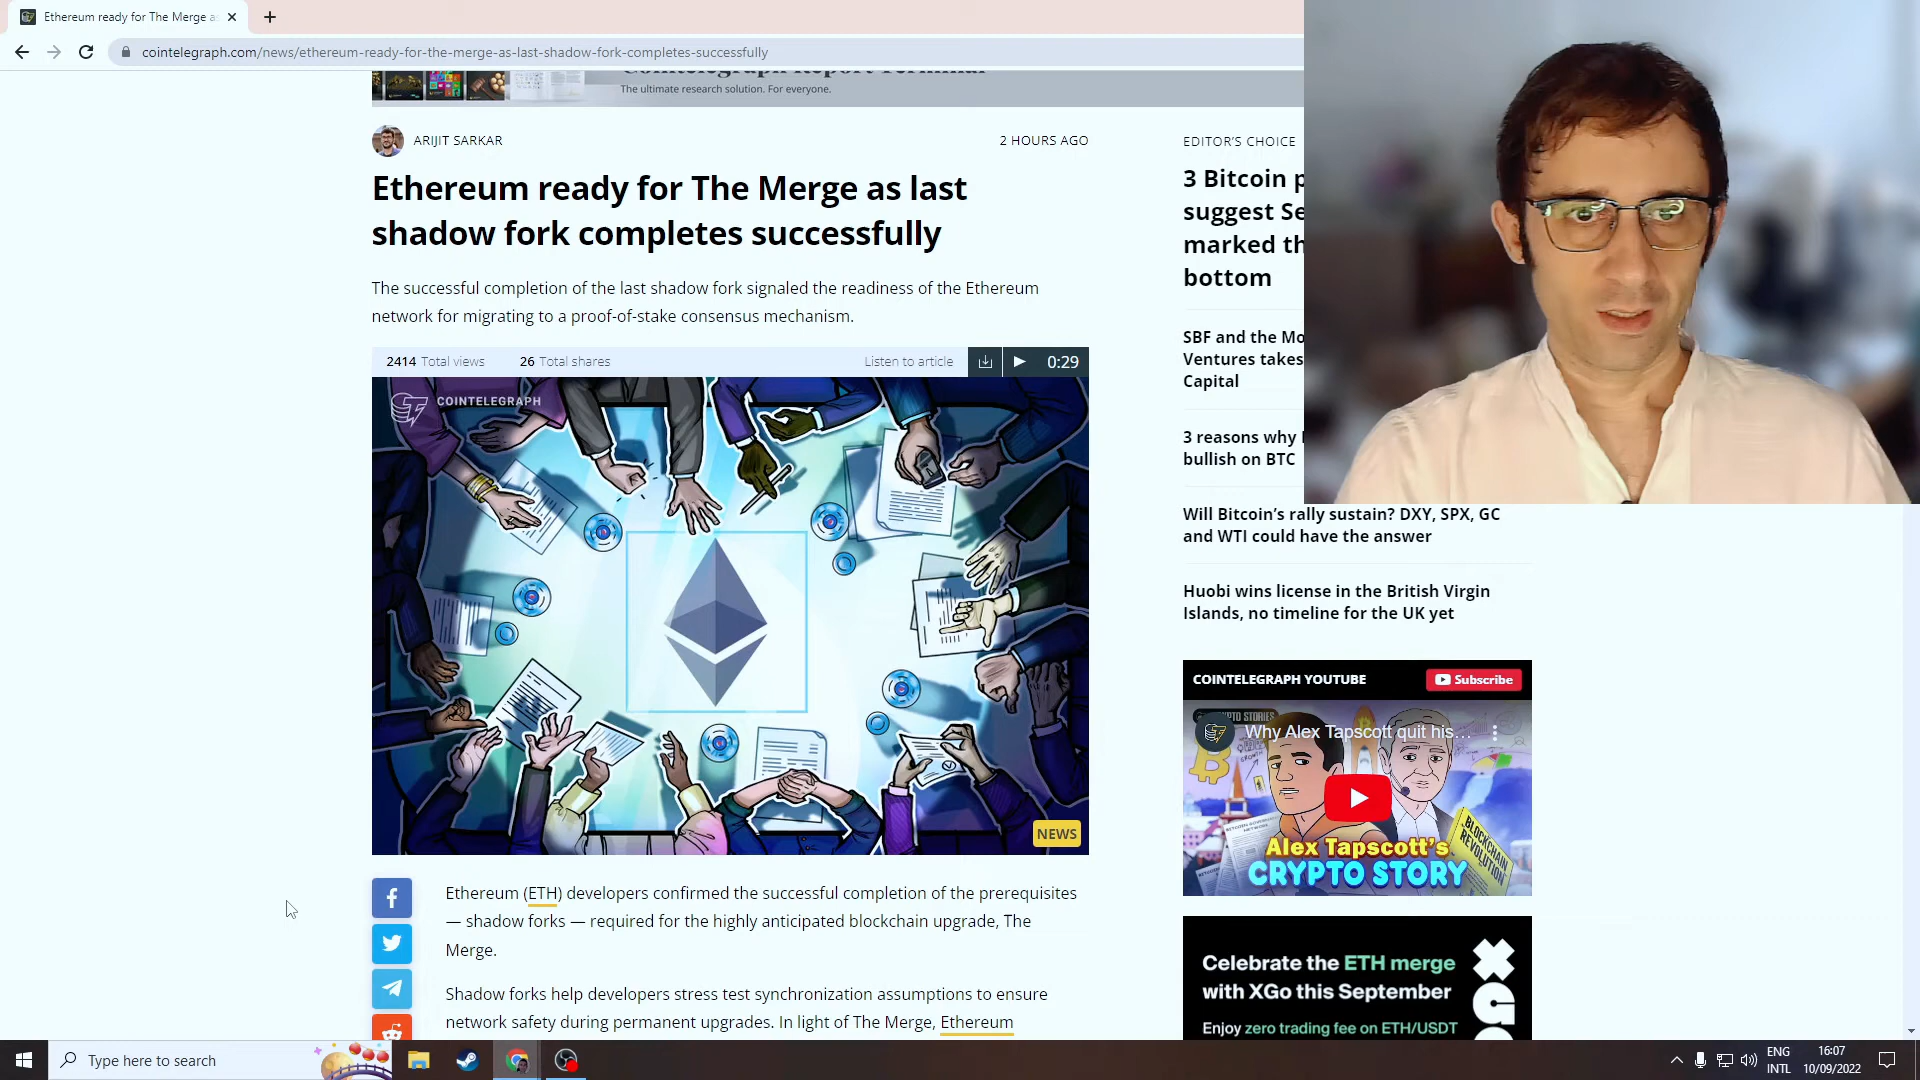 Ethereum ready for The Merge as
cointelegraph.com/news/ethereum-ready-for-the-merge-as-last-shadow-fork-completes-successfully
Cointelegraph Report Terminal
The ultimate research solution. For everyone.
ARIJIT SARKAR
2 HOURS AGO
Ethereum ready for The Merge as last
shadow fork completes successfully
The successful completion of the last shadow fork signaled the readiness of the Ethereum
network for migrating to a proof-of-stake consensus mechanism.
2414 Total views
26 Total shares
Listen to article
0:29
COINTELEGRAPH
NEWS
Ethereum (ETH) developers confirmed the successful completion of the prerequisites
— shadow forks — required for the highly anticipated blockchain upgrade, The
Merge.
Shadow forks help developers stress test synchronization assumptions to ensure
network safety during permanent upgrades. In light of The Merge, Ethereum
EDITOR'S CHOICE
3 Bitcoin p
suggest Se
marked th
bottom
SBF and the Mo
Ventures takes
Capital
3 reasons why
bullish on BTC
Will Bitcoin's rally sustain? DXY, SPX, GC
and WTI could have the answer
Huobi wins license in the British Virgin
Islands, no timeline for the UK yet
COINTELEGRAPH YOUTUBE
Subscribe
CRYPTO STORIES
Why Alex Tapscott quit his...
BLOCKCHAIN
REVOLUTION
Alex Tapscott's
CRYPTO STORY
Celebrate the ETH merge
with XGo this September
Enjoy zero trading fee on ETH/USDT
Type here to search
ENG
INTL
16:07
10/09/2022